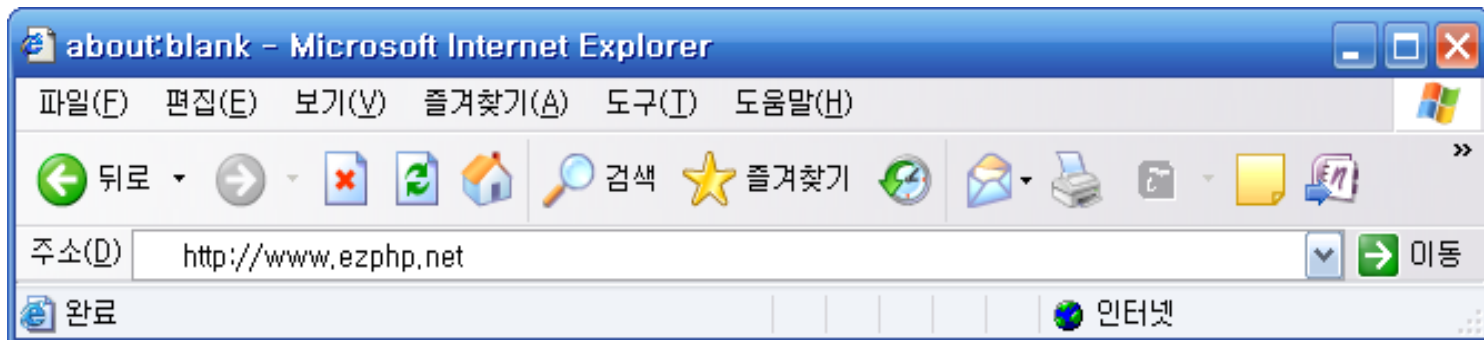 about:blank - Microsoft Internet Explorer
파일(F) 편집(E) 보기(V) 즐겨찾기(A) 도구(T) 도움말(H)
뒤로 검색 즐겨찾기 »
주소(D) http://www.ezphp.net 이동
완료 인터넷